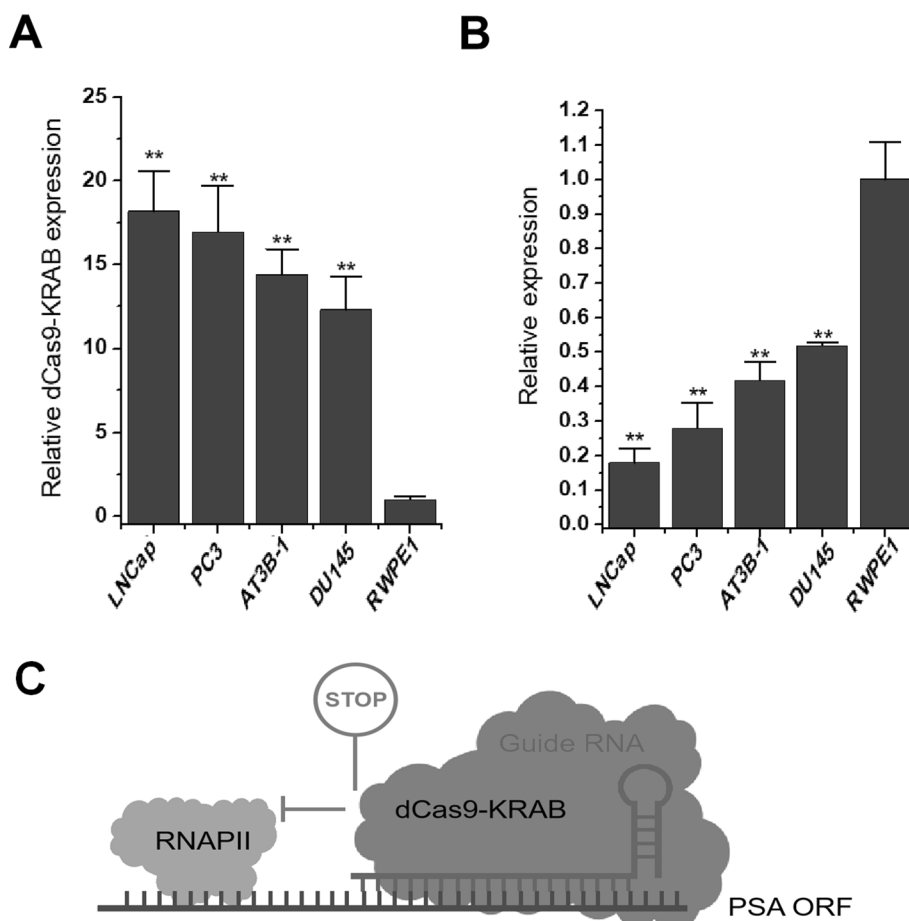 A
Relative dCas9-KRAB expression
25
20
15
10
5
0
**
**
**
**
LNCap
PC3
AT3B-1
DU145
RWPE1
B
Relative expression
1.2
1.1
1.0
0.9
0.8
0.7
0.6
0.5
0.4
0.3
0.2
0.1
0.0
**
**
**
**
LNCap
PC3
AT3B-1
DU145
RWPE1
C
STOP
Guide RNA
dCas9-KRAB
RNAPII
PSA ORF